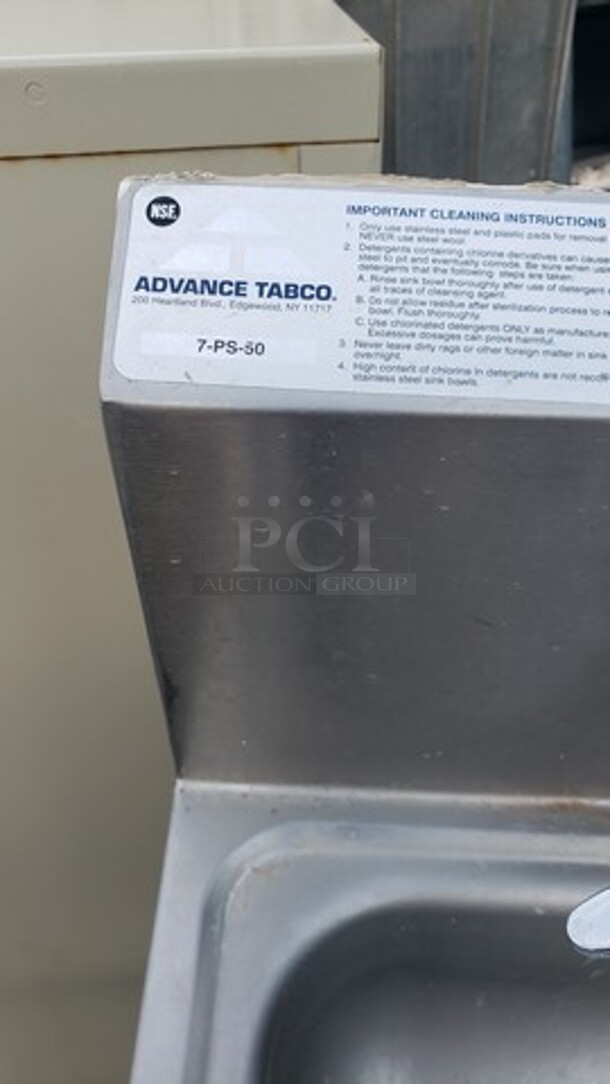 NSF.
ADVANCE TABCO.
200 Heartland Blvd., Edgewood, NY 11717
7-PS-50
IMPORTANT CLEANING INSTRUCTIONS
1. Only use stainless steel and plastic pads for removal
NEVER use steel wool.
2. Detergents containing chlorine derivatives can cause
steel to pit and eventually corrode. Be sure when
detergents that the following steps are taken:
A. Rinse sink bowl thoroughly after use of detergent
all traces of cleansing agent.
B. Do not allow residue after sterilization process to
bowl. Flush thoroughly.
C. Use chlorinated detergents ONLY as manufacture
Excessive dosages can prove harmful.
3. Never leave dirty rags or other foreign matter in sink
overnight.
4. High content of chlorine in detergents are not
stainless steel sink bowls.
PCI
AUCTION GROUP